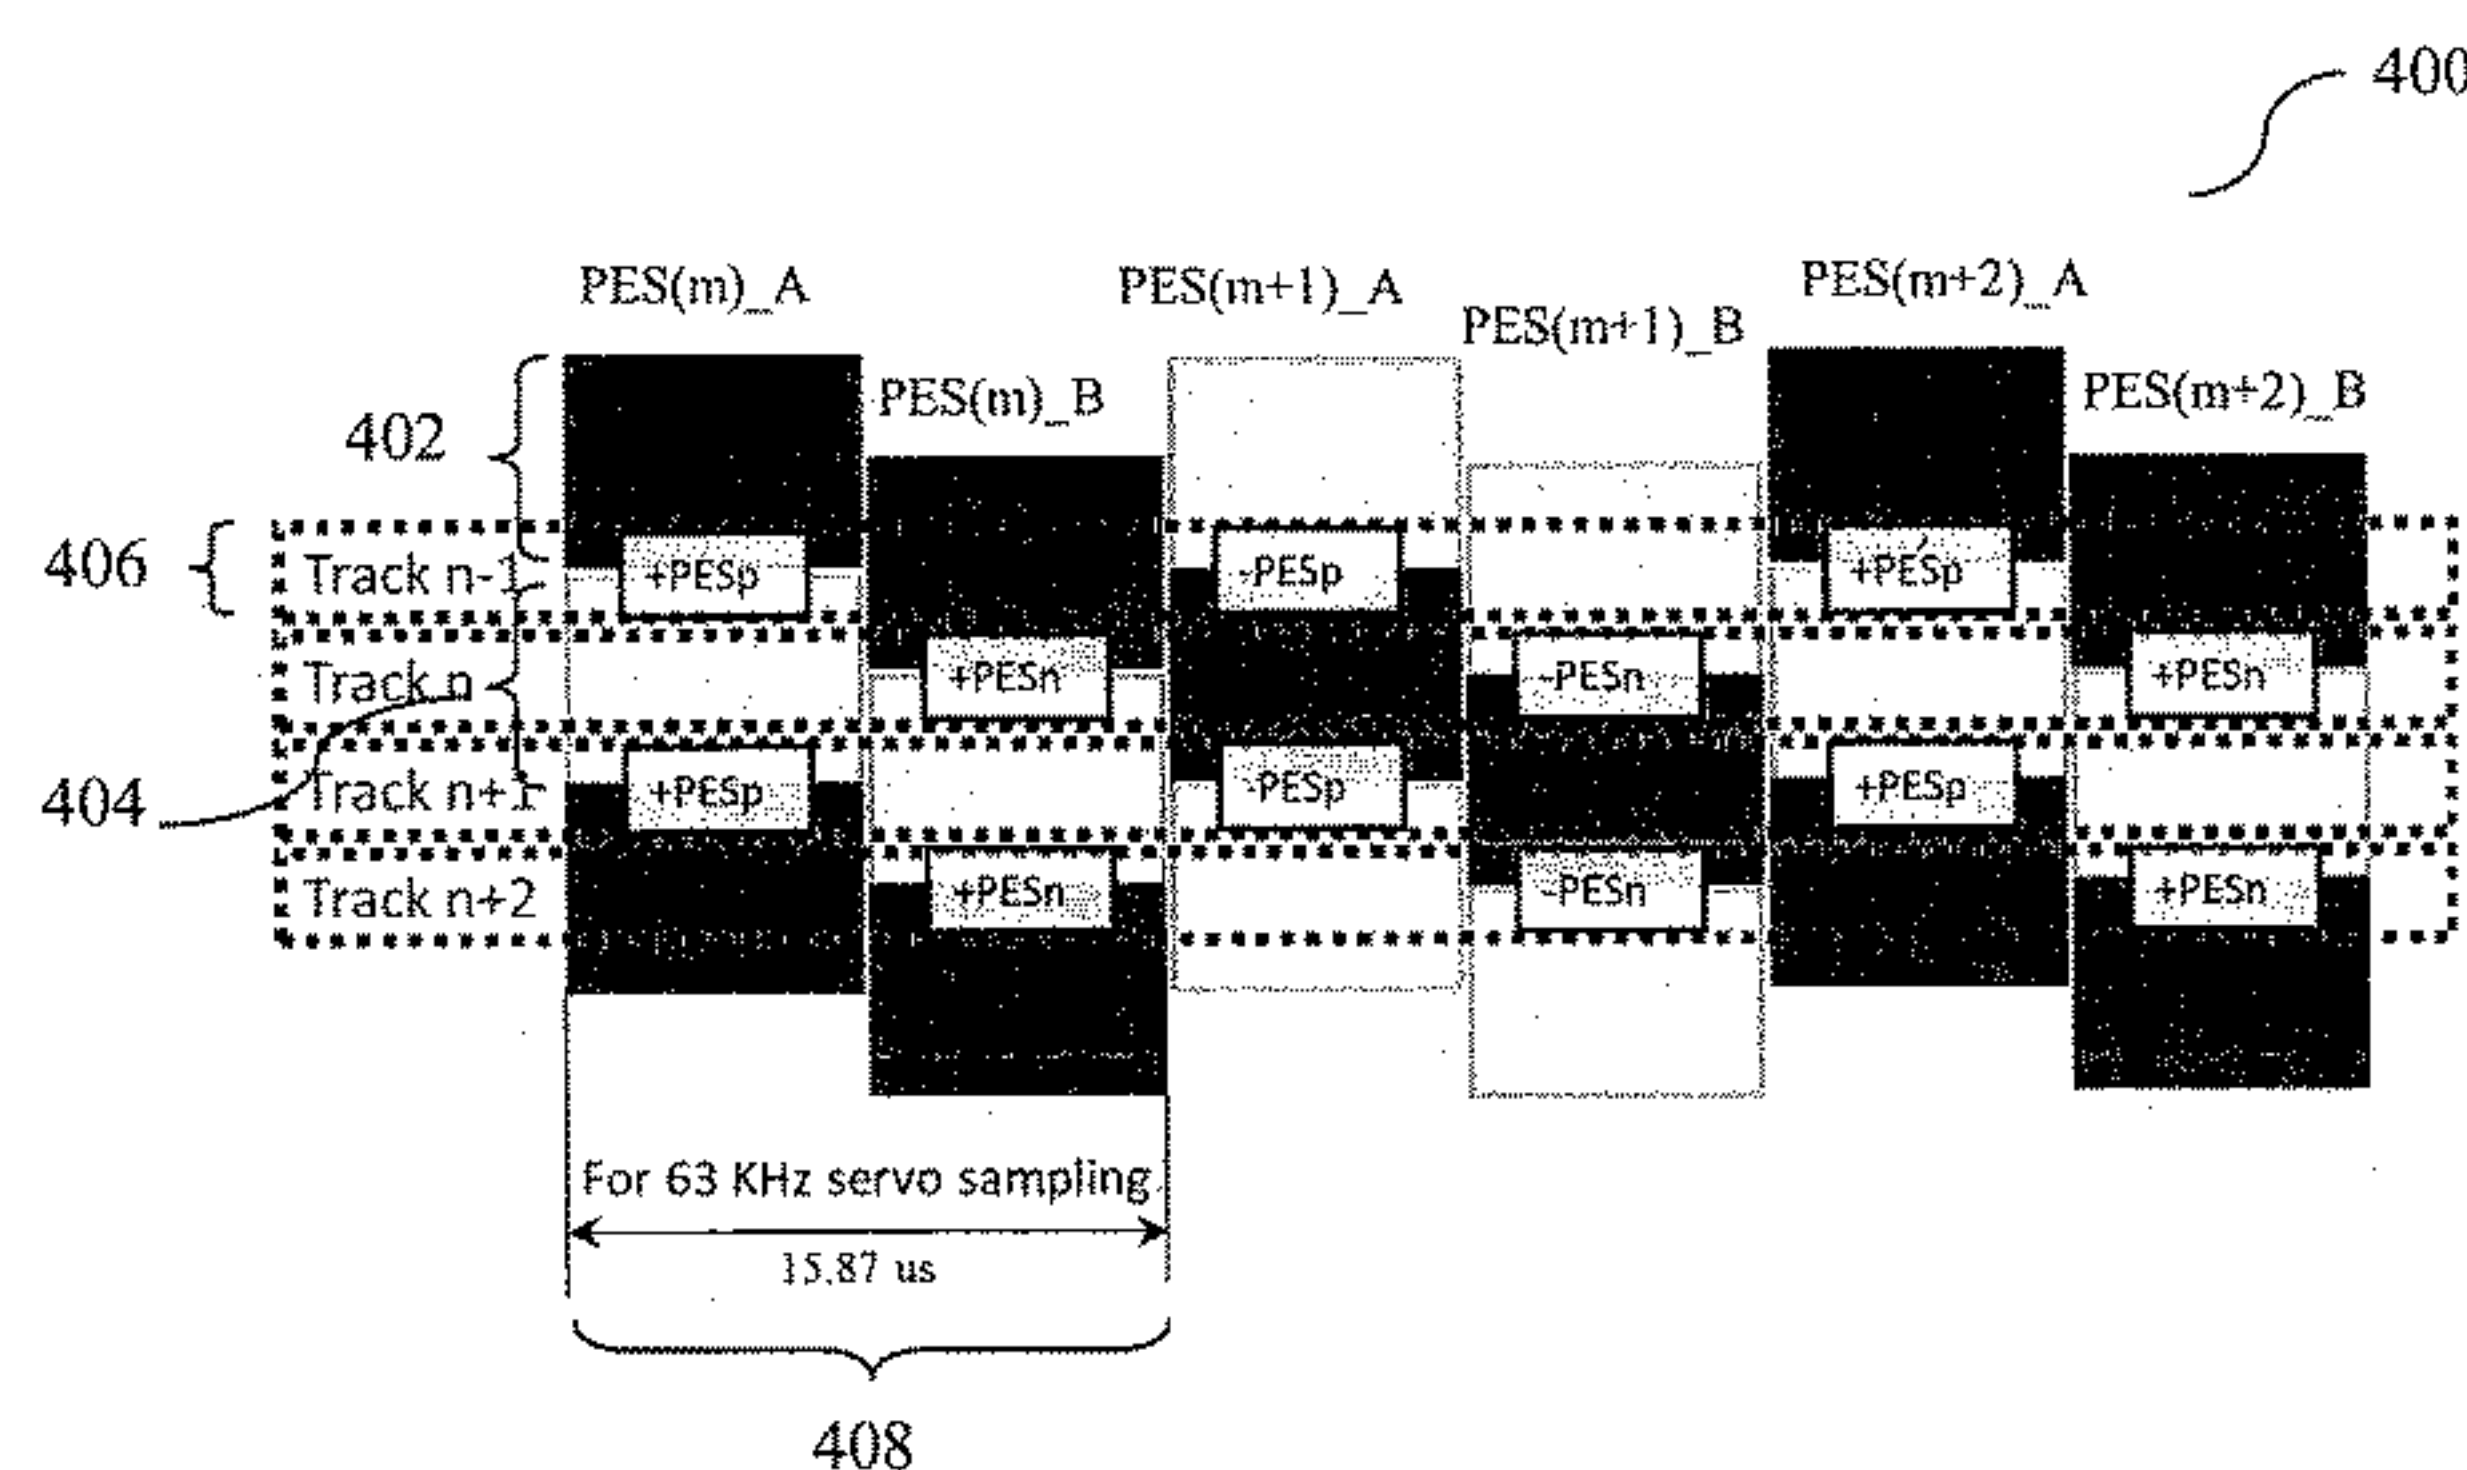 400
PES(m)_A
PES(m+1)_A
PES(m+2)_A
PES(m+1)_B
PES(m)_B
PES(m+2)_B
402
406
Track n-1
+PESp
-PESp
+PESp
Track n
+PESn
-PESn
+PESn
404
Track n+1
+PESp
-PESp
+PESp
Track n+2
+PESn
-PESn
+PESn
For 63 KHz servo sampling
15.87 us
408